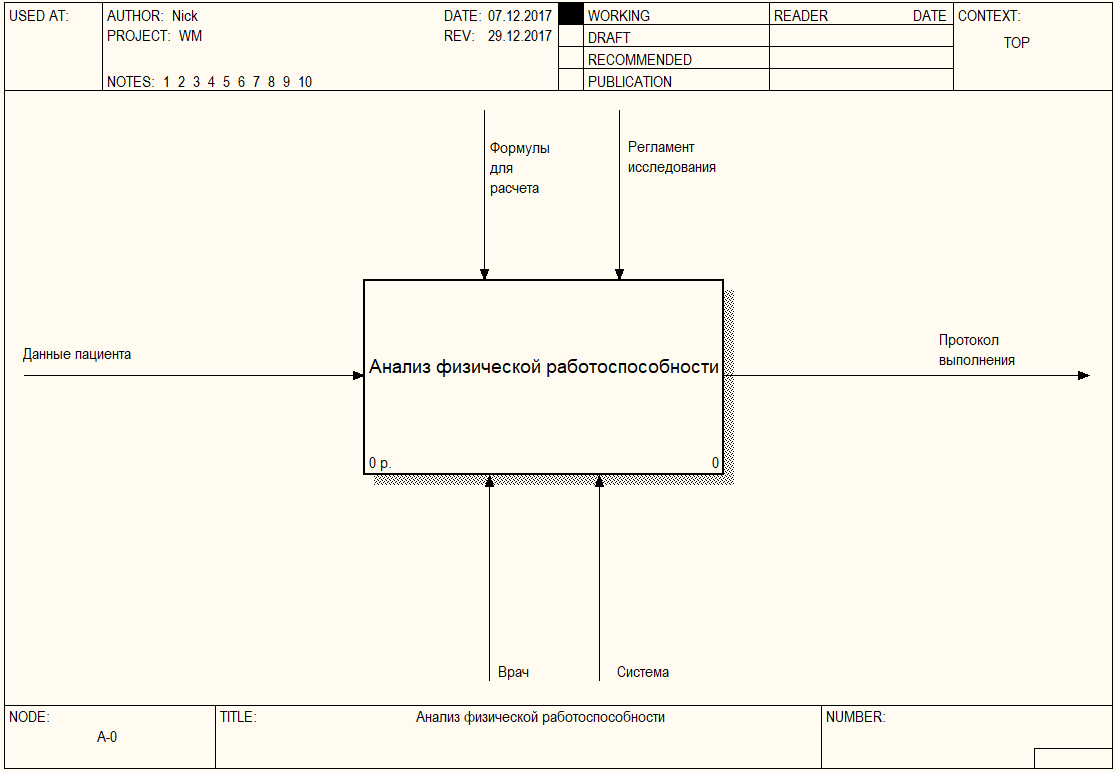 USED AT:
AUTHOR: Nick
DATE: 07.12.2017
PROJECT: WM
REV: 29.12.2017
NOTES: 1 2 3 4 5 6 7 8 9 10
WORKING
DRAFT
RECOMMENDED
PUBLICATION
READER
DATE
CONTEXT:
TOP
Формулы
для
расчета
Регламент
исследования
Данные пациента
Анализ физической работоспособности
0 р.
0
Протокол
выполнения
Врач
Система
NODE:
A-0
TITLE:
Анализ физической работоспособности
NUMBER: